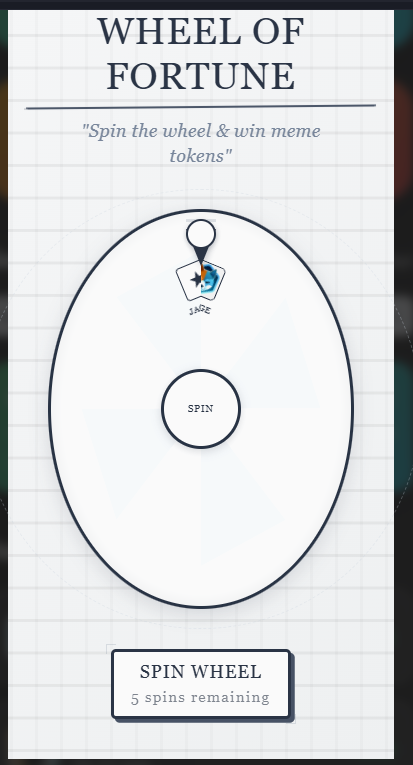 WHEEL OF
FORTUNE
"Spin the wheel & win meme
tokens"
JAGE
SPIN
SPIN WHEEL
5 spins remaining